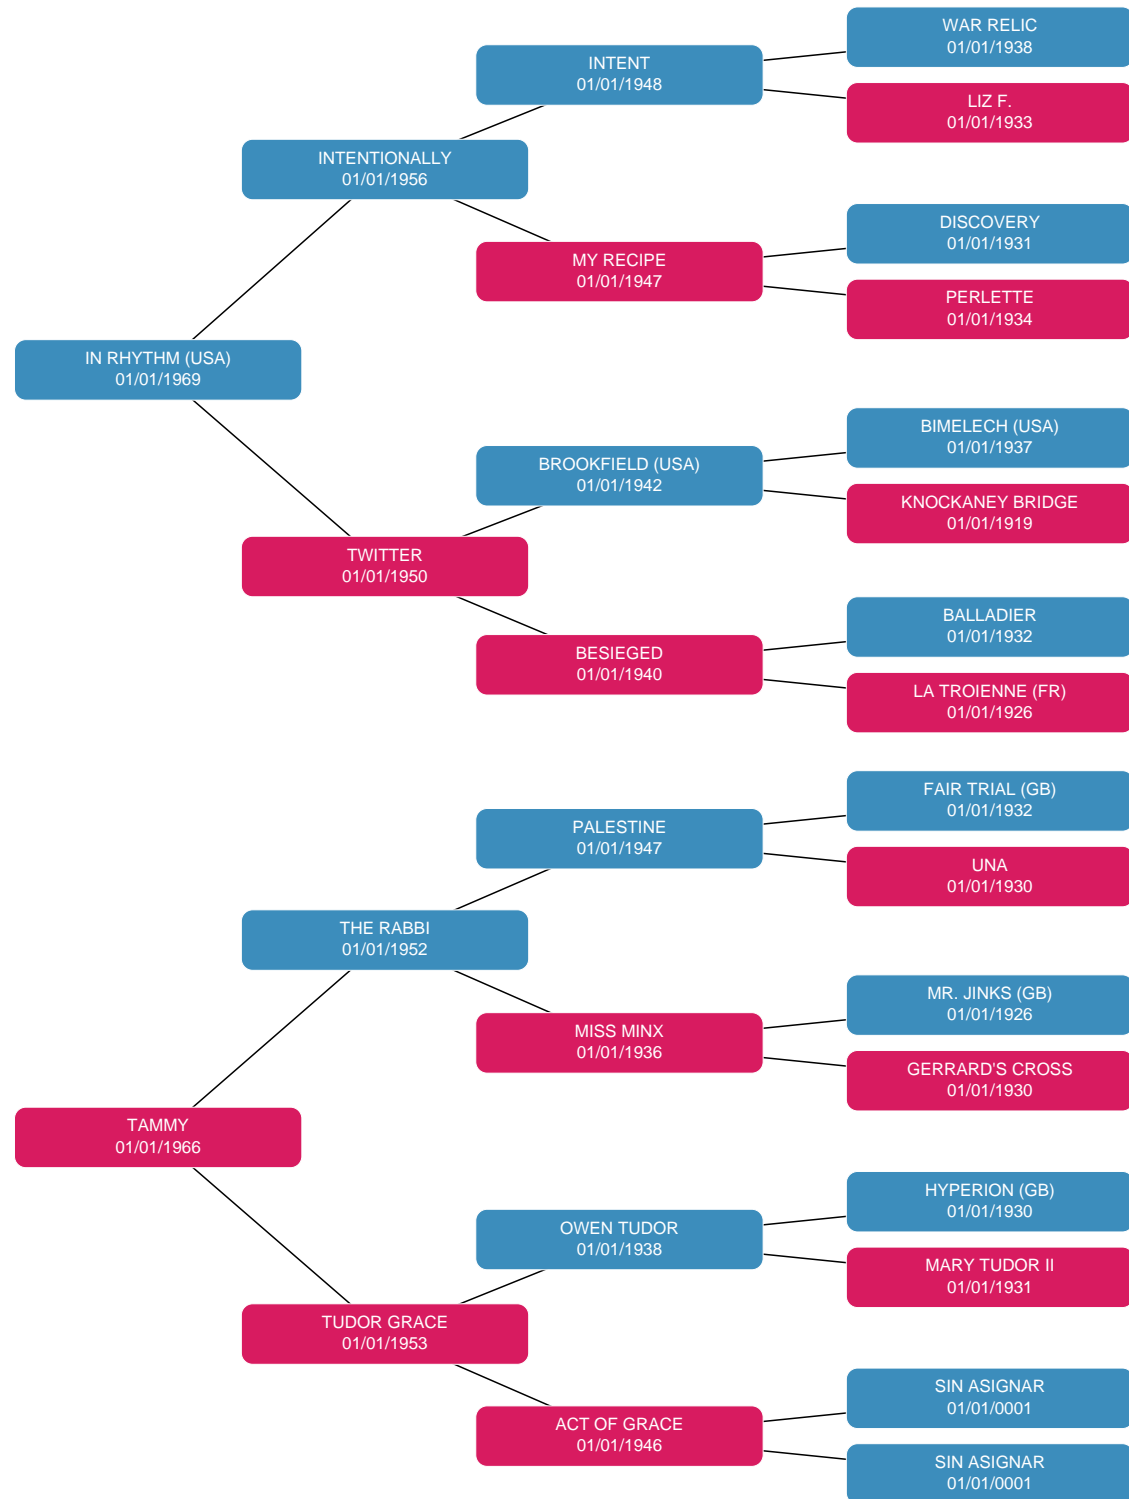 WAR RELIC
01/01/1938
INTENT
01/01/1948
LIZ F.
01/01/1933
INTENTIONALLY
01/01/1956
DISCOVERY
01/01/1931
MY RECIPE
01/01/1947
PERLETTE
01/01/1934
IN RHYTHM (USA)
01/01/1969
BIMELECH (USA)
01/01/1937
BROOKFIELD (USA)
01/01/1942
KNOCKANEY BRIDGE
01/01/1919
TWITTER
01/01/1950
BALLADIER
01/01/1932
BESIEGED
01/01/1940
LA TROIENNE (FR)
01/01/1926
FAIR TRIAL (GB)
01/01/1932
PALESTINE
01/01/1947
UNA
01/01/1930
THE RABBI
01/01/1952
MR. JINKS (GB)
01/01/1926
MISS MINX
01/01/1936
GERRARD'S CROSS
01/01/1930
TAMMY
01/01/1966
HYPERION (GB)
01/01/1930
OWEN TUDOR
01/01/1938
MARY TUDOR II
01/01/1931
TUDOR GRACE
01/01/1953
SIN ASIGNAR
01/01/0001
ACT OF GRACE
01/01/1946
SIN ASIGNAR
01/01/0001